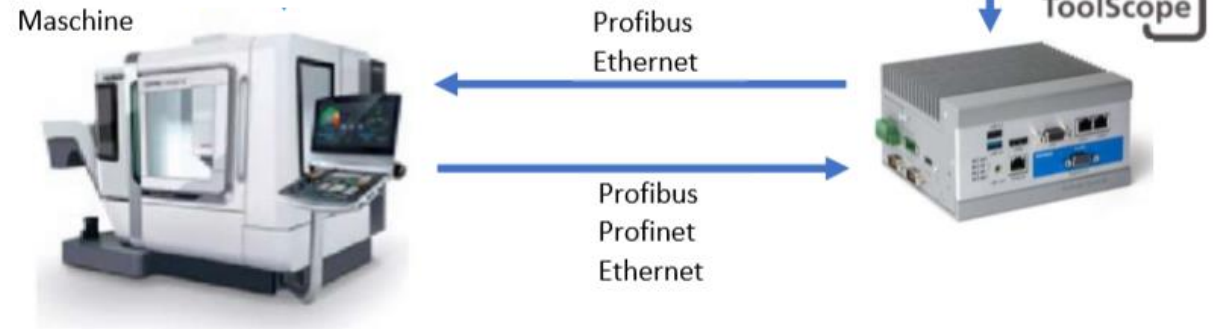 Maschine
Profibus
Ethernet
ToolScope
Profibus
Profinet
Ethernet